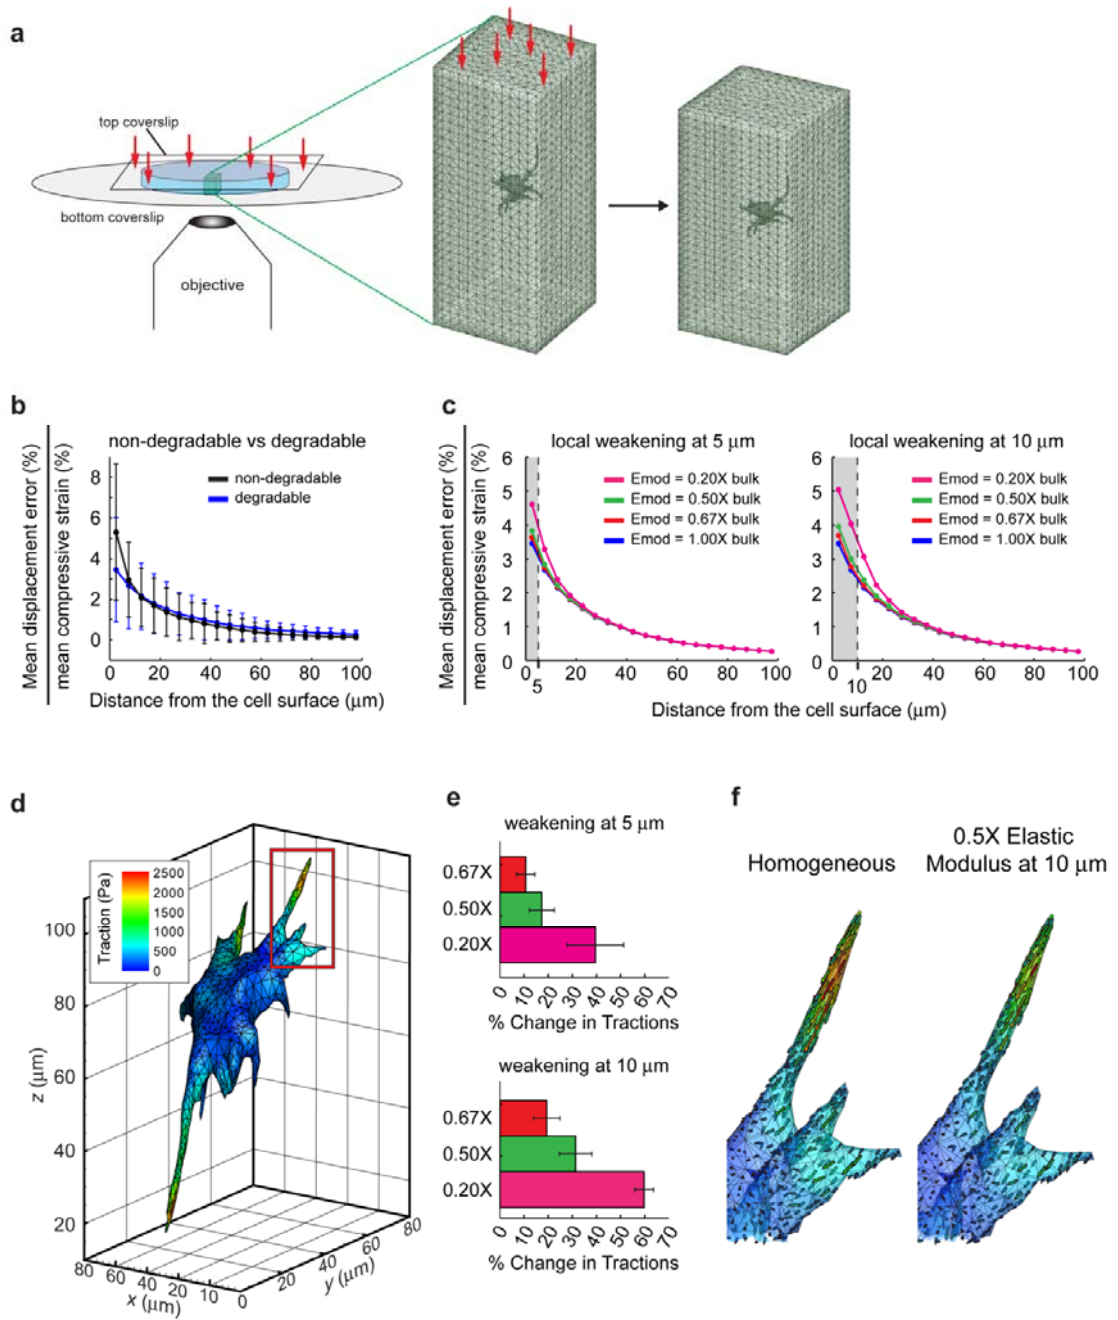 a
top coverslip
bottom coverslip
objective
b
non-degradable vs degradable
Mean displacement error (%)
mean compressive strain (%)
non-degradable
degradable
8
6
4
2
0
0 20 40 60 80 100
Distance from the cell surface (μm)
c
Mean displacement error (%)
mean compressive strain (%)
local weakening at 5 μm
Emod = 0.20X bulk
Emod = 0.50X bulk
Emod = 0.67X bulk
Emod = 1.00X bulk
6
5
4
3
2
1
0
0 5 20 40 60 80 100
local weakening at 10 μm
Emod = 0.20X bulk
Emod = 0.50X bulk
Emod = 0.67X bulk
Emod = 1.00X bulk
6
5
4
3
2
1
0
0 10 20 40 60 80 100
Distance from the cell surface (μm)
d
Traction (Pa)
2500
2000
1500
1000
500
0
100
80
60
40
20
z (μm)
80 60 40 20 10 0
x (μm)
20 40 60 80
y (μm)
e
weakening at 5 μm
0.67X
0.50X
0.20X
0 10 20 30 40 50 60 70
% Change in Tractions
weakening at 10 μm
0.67X
0.50X
0.20X
0 10 20 30 40 50 60 70
% Change in Tractions
f
Homogeneous
0.5X Elastic
Modulus at 10 μm